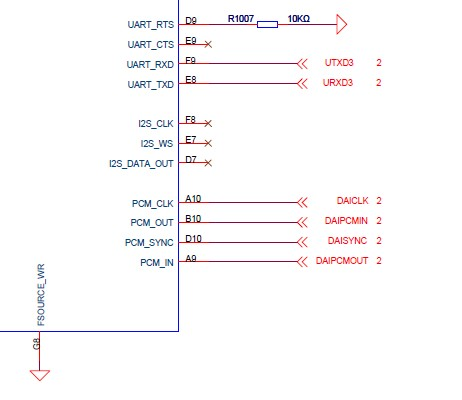 UART_RTS D9 R1007 10KΩ
UART_CTS E9
UART_RXD F9 UTXD3 2
UART_TXD E8 URXD3 2
I2S_CLK F8
I2S_WS E7
I2S_DATA_OUT D7
PCM_CLK A10 DAICLK 2
PCM_OUT B10 DAIPCMIN 2
PCM_SYNC D10 DAISYNC 2
PCM_IN A9 DAIPCMOUT 2
FSOURCE_WR
G8